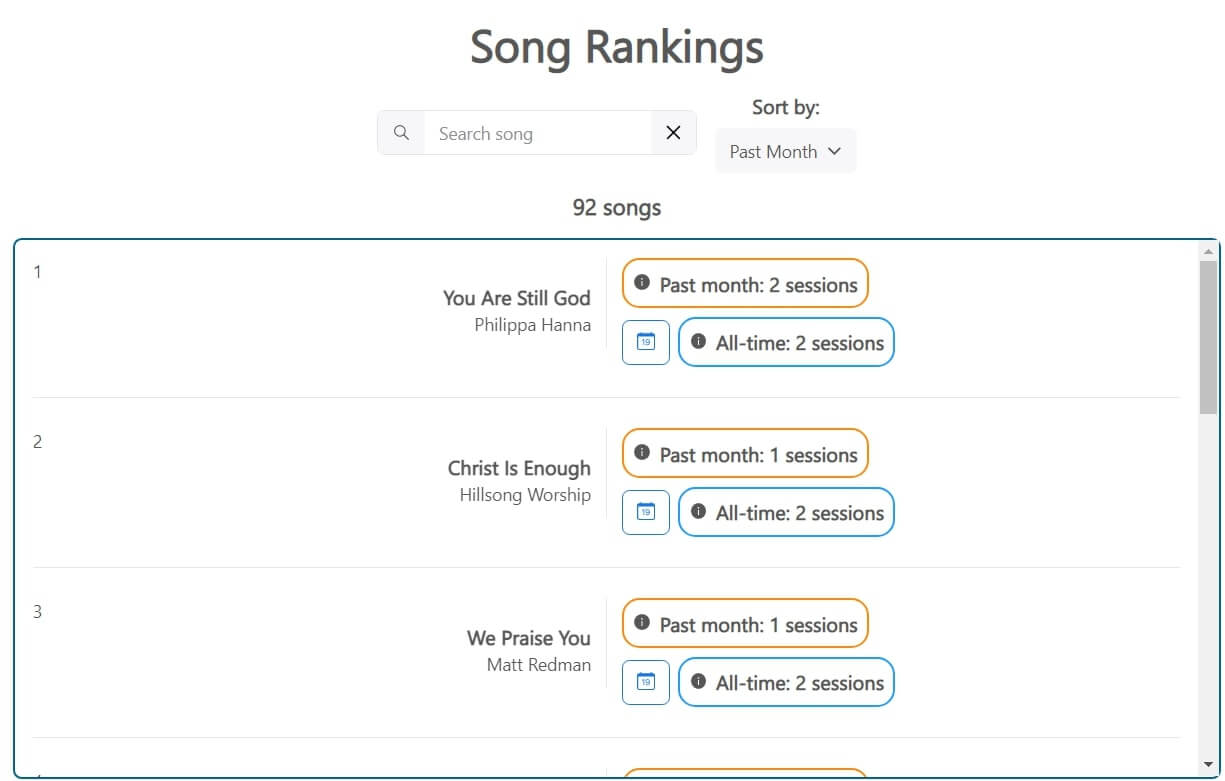 Song Rankings
Sort by:
Search song
Past Month
92 songs
1
You Are Still God
Philippa Hanna
Past month: 2 sessions
19
All-time: 2 sessions
2
Christ Is Enough
Hillsong Worship
Past month: 1 sessions
19
All-time: 2 sessions
3
We Praise You
Matt Redman
Past month: 1 sessions
19
All-time: 2 sessions